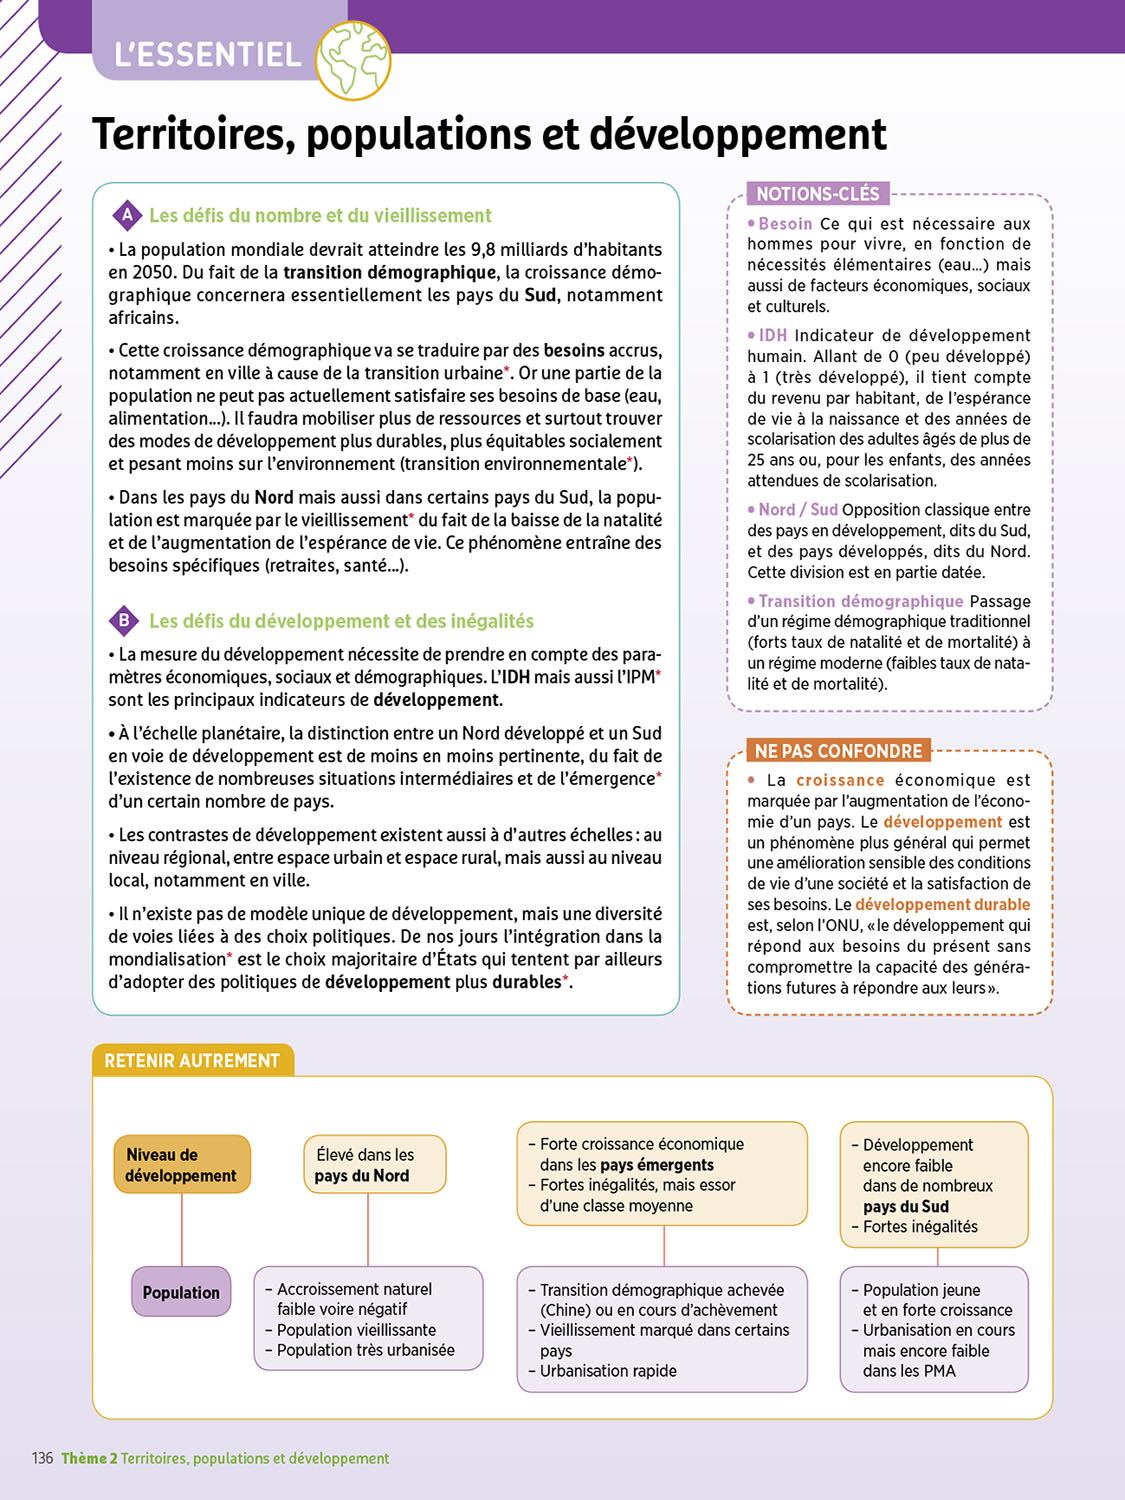 L'ESSENTIEL
Territoires, populations et développement
A Les défis du nombre et du vieillissement
• La population mondiale devrait atteindre les 9,8 milliards d'habitants
en 2050. Du fait de la transition démographique, la croissance démo-
graphique concernera essentiellement les pays du Sud, notamment
africains.
• Cette croissance démographique va se traduire par des besoins accrus,
notamment en ville à cause de la transition urbaine*. Or une partie de la
population ne peut pas actuellement satisfaire ses besoins de base (eau,
alimentation...). Il faudra mobiliser plus de ressources et surtout trouver
des modes de développement plus durables, plus équitables socialement
et pesant moins sur l'environnement (transition environnementale*).
• Dans les pays du Nord mais aussi dans certains pays du Sud, la popu-
lation est marquée par le vieillissement* du fait de la baisse de la natalité
et de l'augmentation de l'espérance de vie. Ce phénomène entraîne des
besoins spécifiques (retraites, santé...).
B Les défis du développement et des inégalités
• La mesure du développement nécessite de prendre en compte des para-
mètres économiques, sociaux et démographiques. L'IDH mais aussi l'IPM*
sont les principaux indicateurs de développement.
• À l'échelle planétaire, la distinction entre un Nord développé et un Sud
en voie de développement est de moins en moins pertinente, du fait de
l'existence de nombreuses situations intermédiaires et de l'émergence*
d'un certain nombre de pays.
• Les contrastes de développement existent aussi à d'autres échelles : au
niveau régional, entre espace urbain et espace rural, mais aussi au niveau
local, notamment en ville.
• Il n'existe pas de modèle unique de développement, mais une diversité
de voies liées à des choix politiques. De nos jours l'intégration dans la
mondialisation* est le choix majoritaire d'États qui tentent par ailleurs
d'adopter des politiques de développement plus durables*.
NOTIONS-CLÉS
• Besoin Ce qui est nécessaire aux
hommes pour vivre, en fonction de
nécessités élémentaires (eau...) mais
aussi de facteurs économiques, sociaux
et culturels.
• IDH Indicateur de développement
humain. Allant de 0 (peu développé)
à 1 (très développé), il tient compte
du revenu par habitant, de l'espérance
de vie à la naissance et des années de
scolarisation des adultes âgés de plus de
25 ans ou, pour les enfants, des années
attendues de scolarisation.
• Nord / Sud Opposition classique entre
des pays en développement, dits du Sud,
et des pays développés, dits du Nord.
Cette division est en partie datée.
• Transition démographique Passage
d'un régime démographique traditionnel
(forts taux de natalité et de mortalité) à
un régime moderne (faibles taux de nata-
lité et de mortalité).
NE PAS CONFONDRE
• La croissance économique est
marquée par l'augmentation de l'écono-
mie d'un pays. Le développement est
un phénomène plus général qui permet
une amélioration sensible des conditions
de vie d'une société et la satisfaction de
ses besoins. Le développement durable
est, selon l'ONU, «le développement qui
répond aux besoins du présent sans
compromettre la capacité des généra-
tions futures à répondre aux leurs».
RETENIR AUTREMENT
Niveau de
développement
Élevé dans les
pays du Nord
– Forte croissance économique
dans les pays émergents
– Fortes inégalités, mais essor
d'une classe moyenne
– Développement
encore faible
dans de nombreux
pays du Sud
– Fortes inégalités
Population
– Accroissement naturel
faible voire négatif
– Population vieillissante
– Population très urbanisée
– Transition démographique achevée
(Chine) ou en cours d'achèvement
– Vieillissement marqué dans certains
pays
– Urbanisation rapide
– Population jeune
et en forte croissance
– Urbanisation en cours
mais encore faible
dans les PMA
136 Thème 2 Territoires, populations et développement